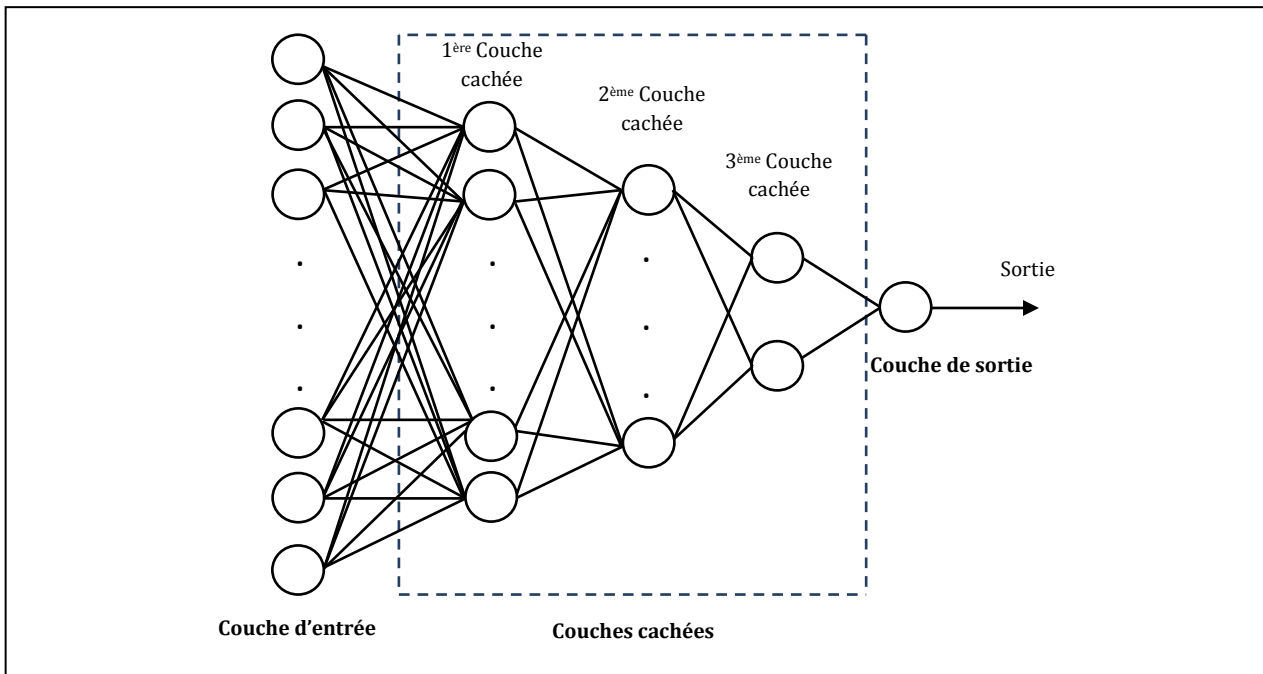 1ère Couche
cachée
2ème Couche
cachée
3ème Couche
cachée
Sortie
Couche de sortie
Couche d’entrée
Couches cachées